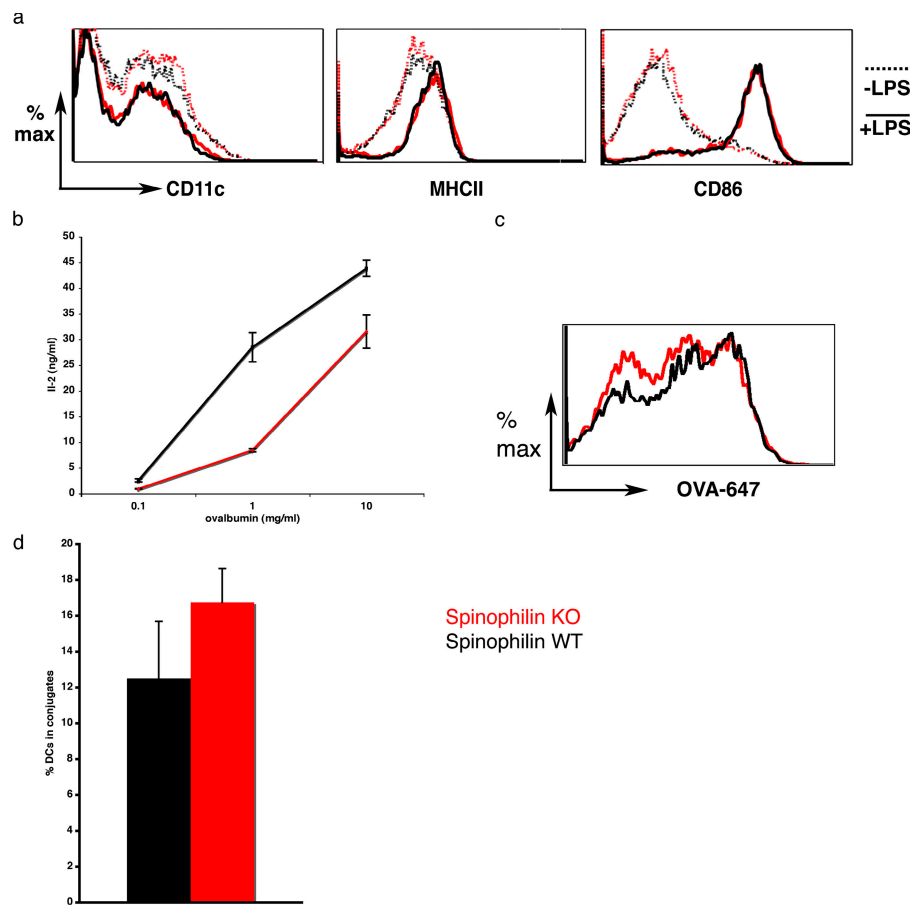 a
%
max
CD11c
MHCII
CD86
-LPS
+LPS
b
50
45
40
35
30
25
20
15
10
5
0
Il-2 (ng/ml)
0.1
1
10
ovalbumin (mg/ml)
c
%
max
OVA-647
d
20
18
16
14
12
10
8
6
4
2
0
% DCs in conjugates
Spinophilin KO
Spinophilin WT